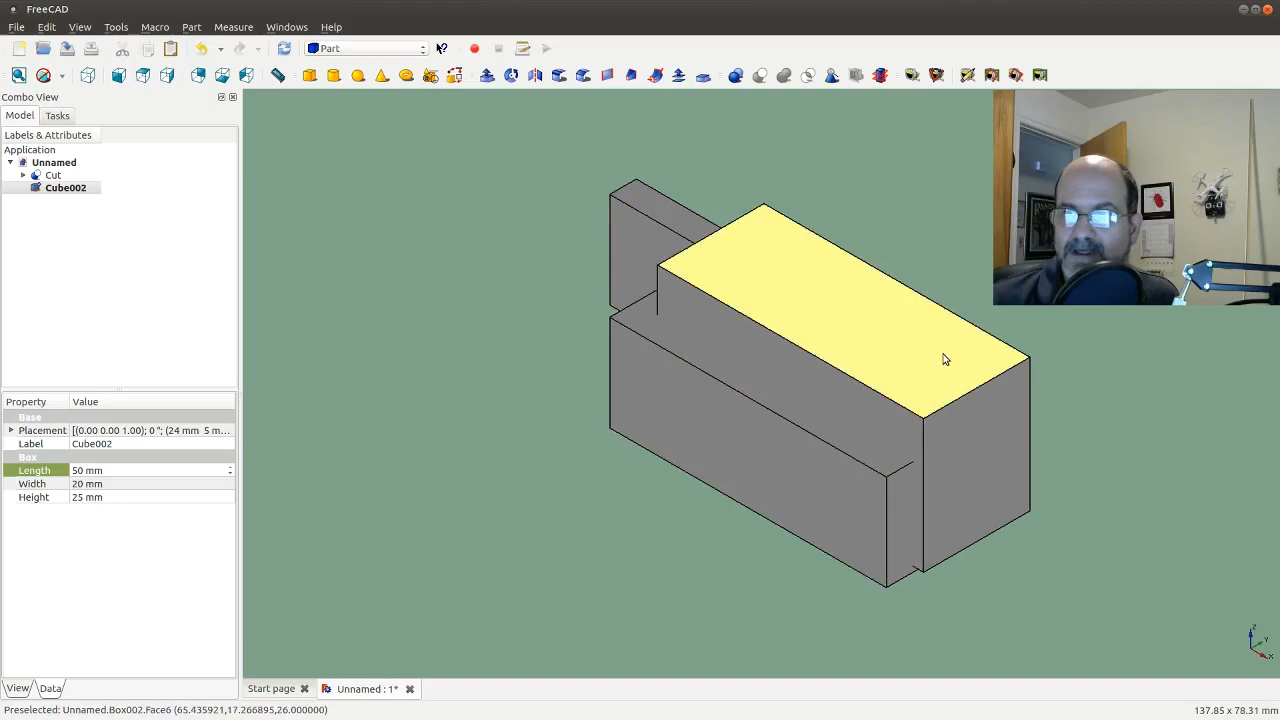 FreeCAD
File Edit View Tools Macro Part Measure Windows Help
Part
Combo View
Model Tasks
Labels & Attributes
Application
Unnamed
Cut
Cube002
Property Value
Base
Placement [(0.00 0.00 1.00); 0 °; (24 mm 5 m...
Label Cube002
Box
Length 50 mm
Width 20 mm
Height 25 mm
Z
Y
X
View Data
Start page Unnamed : 1*
Preselected: Unnamed.Box002.Face6 (65.435921,17.266895,26.000000) 137.85 x 78.31 mm